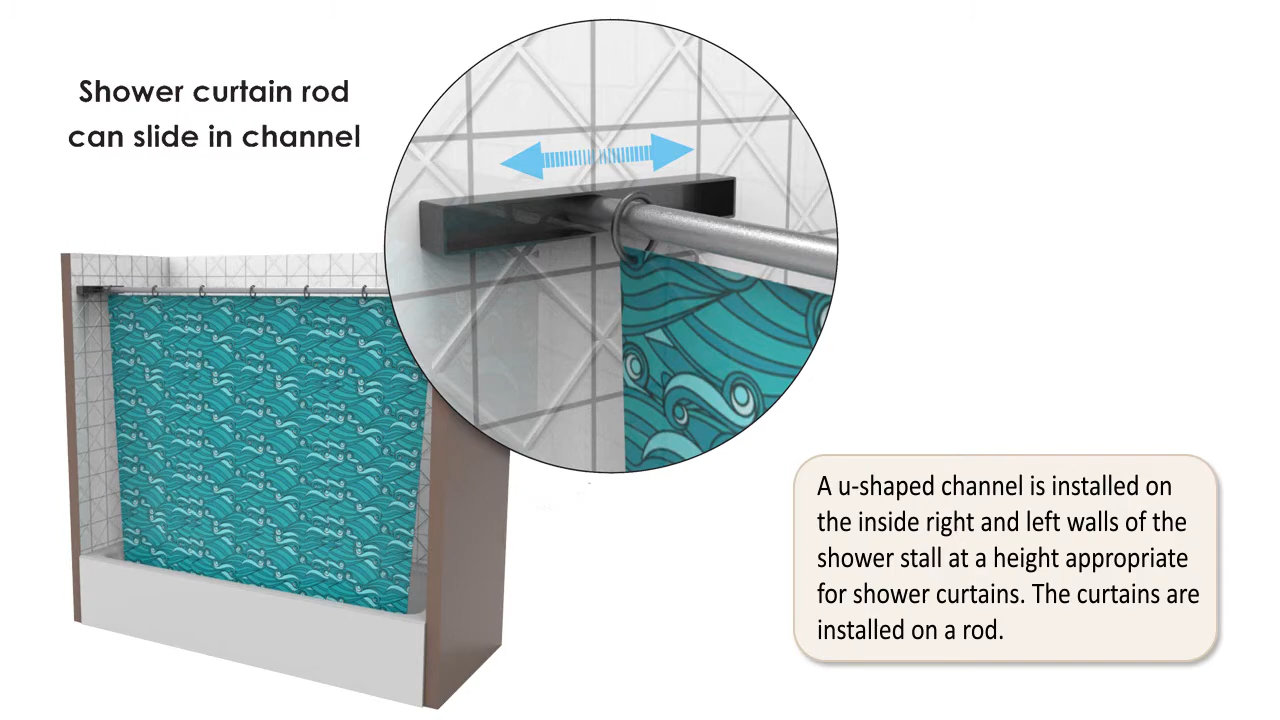 Shower curtain rod
can slide in channel
A u-shaped channel is installed on
the inside right and left walls of the
shower stall at a height appropriate
for shower curtains. The curtains are
installed on a rod.